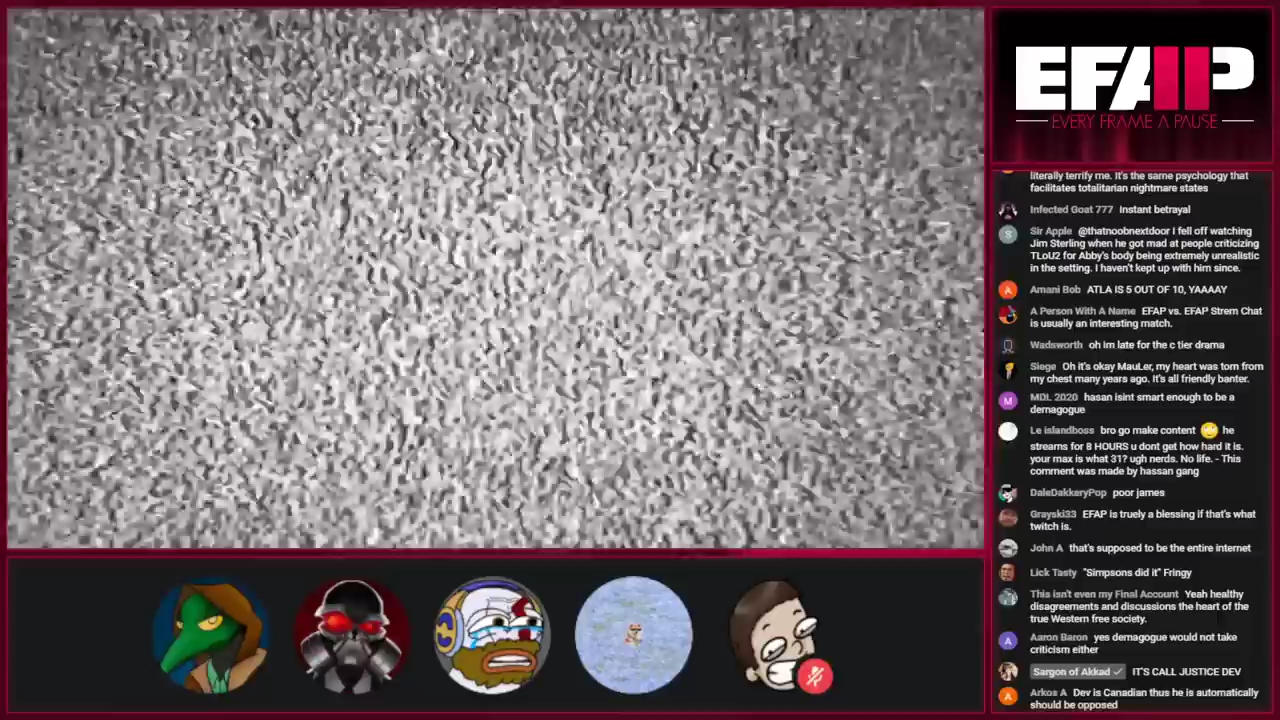 EFAP
EVERY FRAME A PAUSE
literally terrify me. It's the same psychology that
facilitates totalitarian nightmare states
Infected Goat 777 Instant betrayal
Sir Apple @thatnoobnextdoor I fell off watching
Jim Sterling when he got mad at people criticizing
TLoU2 for Abby's body being extremely unrealistic
in the setting. I haven't kept up with him since.
Amani Bob ATLA IS 5 OUT OF 10, YAAAAY
A Person With A Name EFAP vs. EFAP Strem Chat
is usually an interesting match.
Wadsworth oh im late for the c tier drama
Siege Oh it's okay MauLer, my heart was torn from
my chest many years ago. It's all friendly banter.
MDL 2020 hasan isint smart enough to be a
demagogue
Le islandboss bro go make content 🙄 he
streams for 8 HOURS u dont get how hard it is.
your max is what 31? ugh nerds. No life. - This
comment was made by hassan gang
DaleDakkeryPop poor james
Grayski33 EFAP is truely a blessing if that's what
twitch is.
John A that's supposed to be the entire internet
Lick Tasty "Simpsons did it" Fringy
This isn't even my Final Account Yeah healthy
disagreements and discussions the heart of the
true Western free society.
Aaron Baron yes demagogue would not take
criticism either
Sargon of Akkad ✓ IT'S CALL JUSTICE DEV
Arkos A Dev is Canadian thus he is automatically
should be opposed